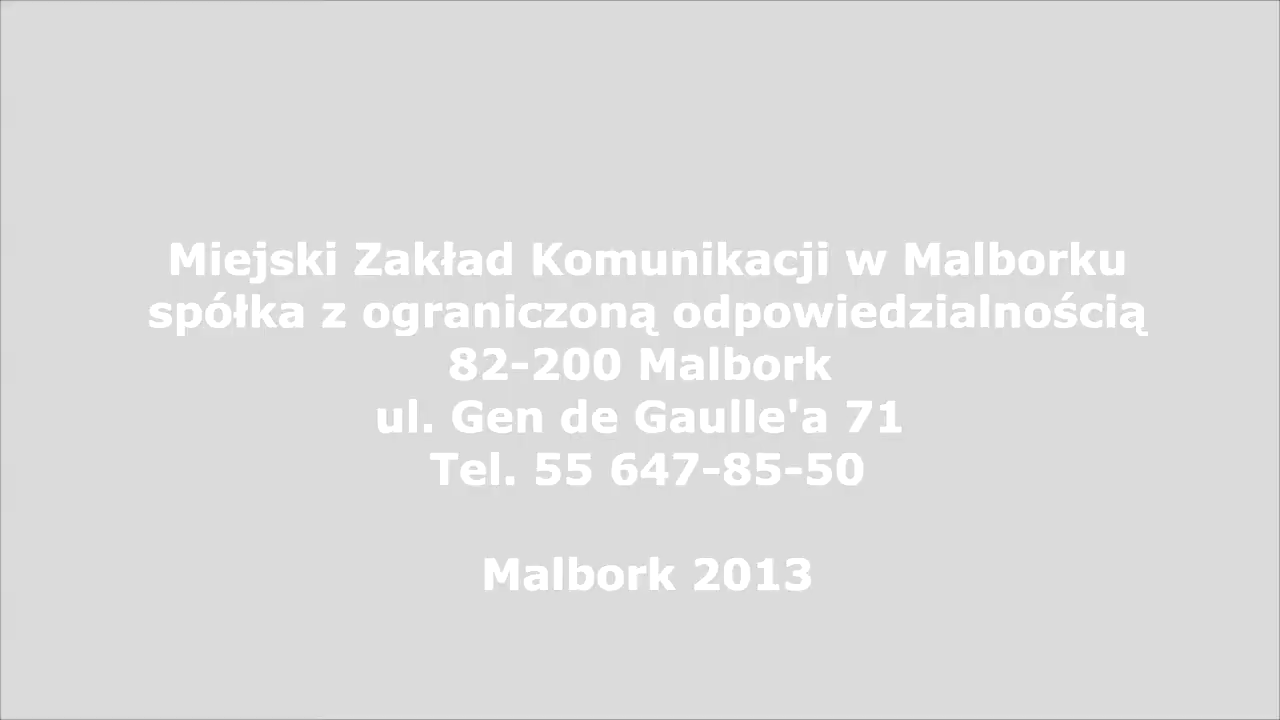 Miejski Zakład Komunikacji w Malborku
spółka z ograniczoną odpowiedzialnością
82-200 Malbork
ul. Gen de Gaulle'a 71
Tel. 55 647-85-50
Malbork 2013